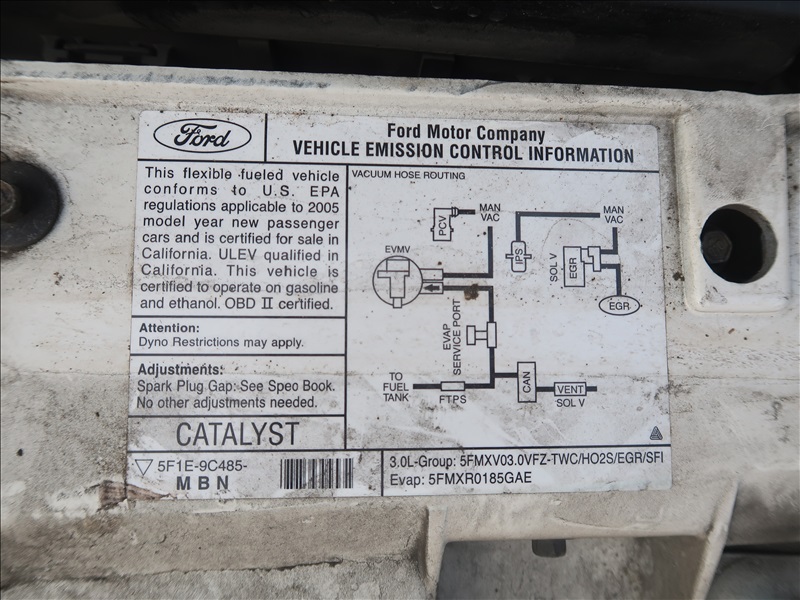 Ford
Ford Motor Company
VEHICLE EMISSION CONTROL INFORMATION
This flexible fueled vehicle
conforms to U.S. EPA
regulations applicable to 2005
model year new passenger
cars and is certified for sale in
California. ULEV qualified in
California. This vehicle is
certified to operate on gasoline
and ethanol. OBD II certified.
Attention:
Dyno Restrictions may apply.
Adjustments:
Spark Plug Gap: See Speo Book.
No other adjustments needed.
CATALYST
5F1E-9C485-
MBN
VACUUM HOSE ROUTING
MAN
VAC
PCV
EVMV
IPS
MAN
VAC
SOL V
EGR
EGR
EVAP
SERVICE PORT
TO
FUEL
TANK
FTPS
CAN
VENT
SOL V
3.0L-Group: 5FMXV03.0VFZ-TWC/HO2S/EGR/SFI
Evap: 5FMXR0185GAE